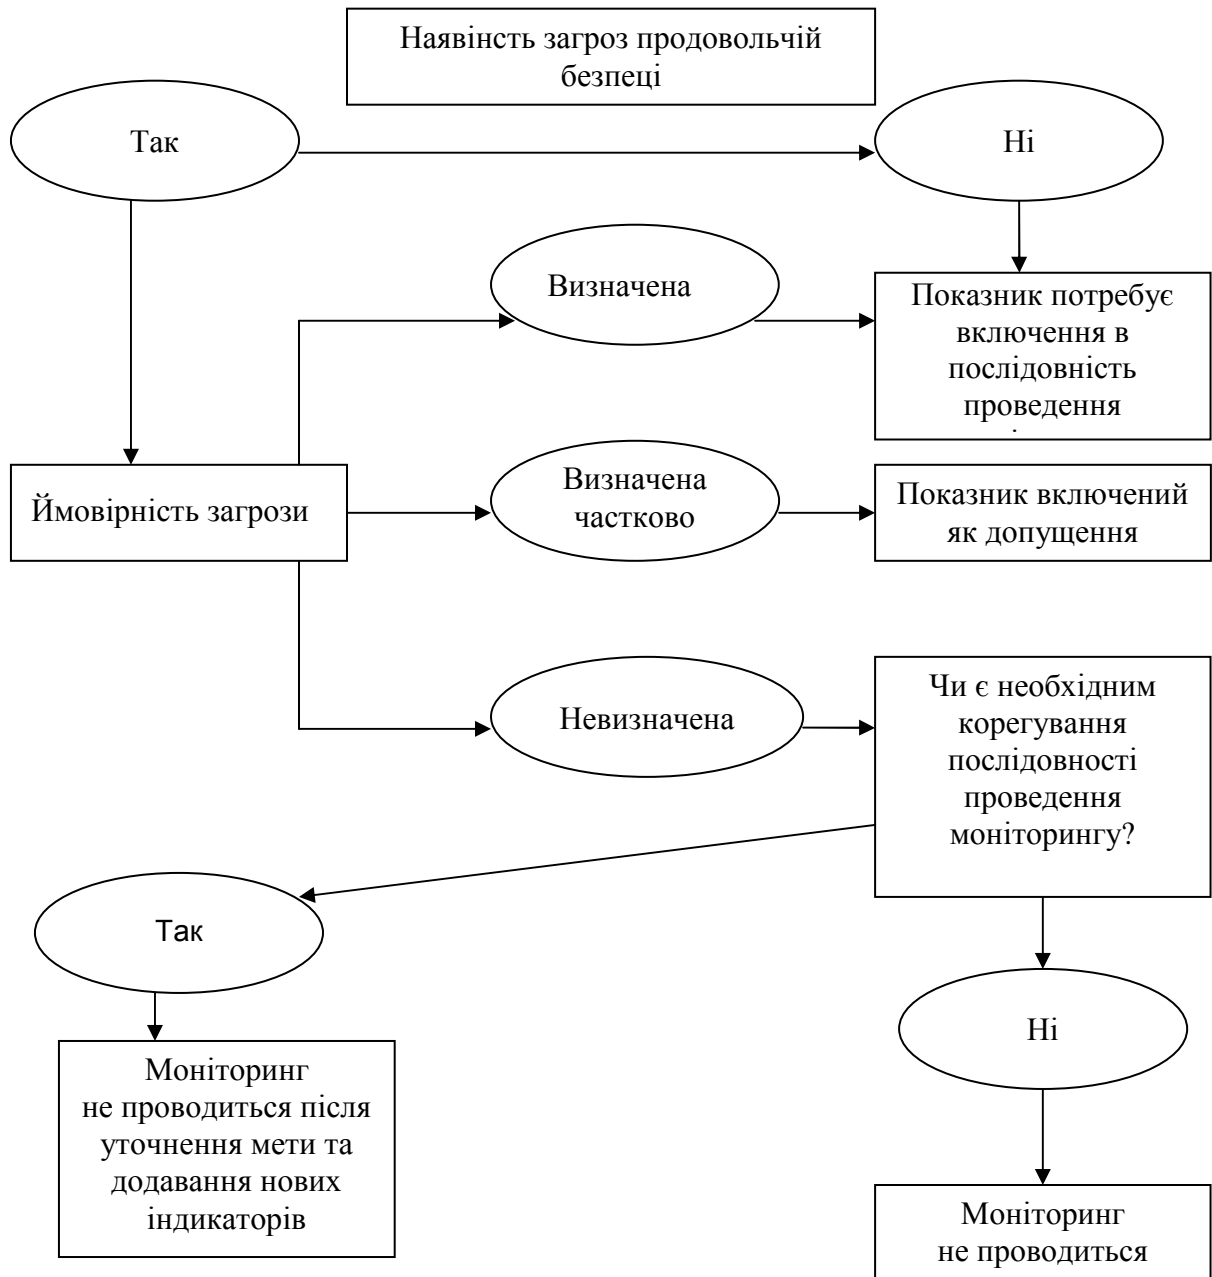 Наявінсть загроз продовольчій
безпеці
Так
Ні
Визначена
Показник потребує
включення в
послідовність
проведення
Ймовірність загрози
Визначена
частково
Показник включений
як допущення
Невизначена
Чи є необхідним
корегування
послідовності
проведення
моніторингу?
Так
Ні
Моніторинг
не проводиться після
уточнення мети та
додавання нових
індикаторів
Моніторинг
не проводиться